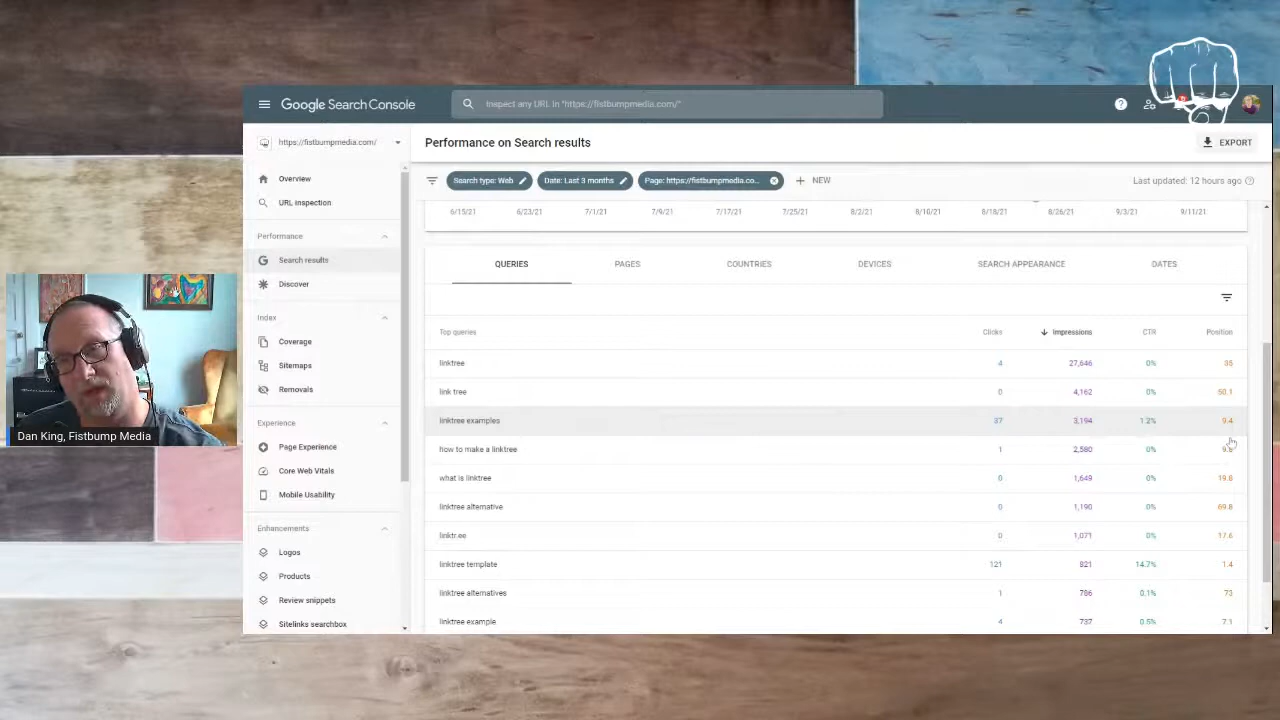 Google Search Console
Inspect any URL in "https://fistbumpmedia.com/"
https://fistbumpmedia.com/
Performance on Search results
EXPORT
Overview
Search type: Web
Date: Last 3 months
Page: https://fistbumpmedia.co...
NEW
Last updated: 12 hours ago
URL inspection
6/15/21 6/23/21 7/1/21 7/9/21 7/17/21 7/25/21 8/2/21 8/10/21 8/18/21 8/26/21 9/3/21 9/11/21
Performance
Search results
Discover
Index
Coverage
Sitemaps
Removals
Experience
Page Experience
Core Web Vitals
Mobile Usability
Enhancements
Logos
Products
Review snippets
Sitelinks searchbox
QUERIES PAGES COUNTRIES DEVICES SEARCH APPEARANCE DATES
Top queries Clicks Impressions CTR Position
linktree 4 27,646 0% 35
link tree 0 4,162 0% 50.1
linktree examples 37 3,194 1.2% 9.4
how to make a linktree 1 2,580 0%
what is linktree 0 1,649 0% 19.8
linktree alternative 0 1,190 0% 69.8
linktr.ee 0 1,071 0% 17.6
linktree template 121 821 14.7% 1.4
linktree alternatives 1 786 0.1% 73
linktree example 4 737 0.5% 7.1
Dan King, Fistbump Media